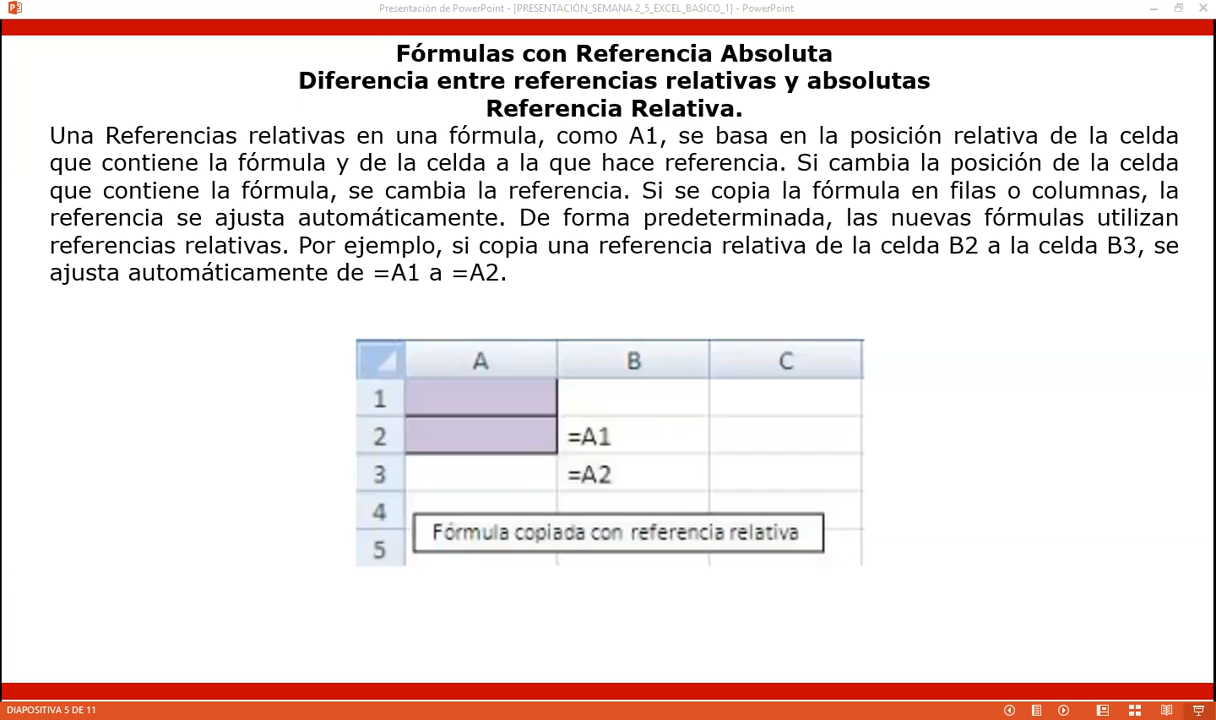 Presentación de PowerPoint - [PRESENTACIÓN_SEMANA 2_5_EXCEL_BASICO_1] - PowerPoint
Fórmulas con Referencia Absoluta
Diferencia entre referencias relativas y absolutas
Referencia Relativa.
Una Referencias relativas en una fórmula, como A1, se basa en la posición relativa de la celda
que contiene la fórmula y de la celda a la que hace referencia. Si cambia la posición de la celda
que contiene la fórmula, se cambia la referencia. Si se copia la fórmula en filas o columnas, la
referencia se ajusta automáticamente. De forma predeterminada, las nuevas fórmulas utilizan
referencias relativas. Por ejemplo, si copia una referencia relativa de la celda B2 a la celda B3, se
ajusta automáticamente de =A1 a =A2.
A B C
1
2 =A1
3 =A2
4
Fórmula copiada con referencia relativa
5
DIAPOSITIVA 5 DE 11